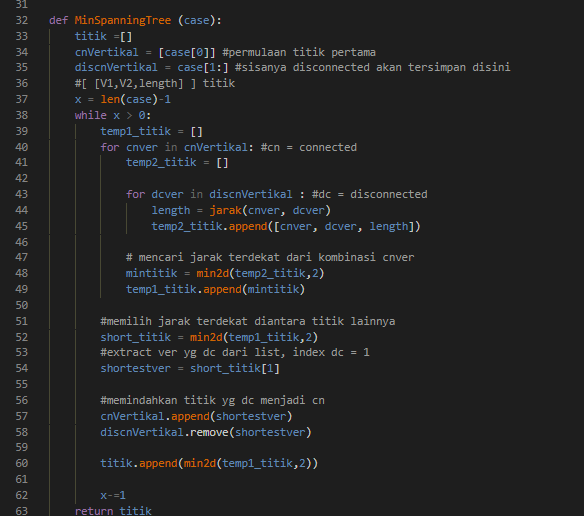 31
32 def MinSpanningTree (case):
33     titik =[]
34     cnVertikal = [case[0]] #permulaan titik pertama
35     discnVertikal = case[1:] #sisanya disconnected akan tersimpan disini
36     #[ [V1,V2,length] ] titik
37     x = len(case)-1
38     while x > 0:
39         temp1_titik = []
40         for cnver in cnVertikal: #cn = connected
41             temp2_titik = []
42
43             for dcver in discnVertikal : #dc = disconnected
44                 length = jarak(cnver, dcver)
45                 temp2_titik.append([cnver, dcver, length])
46
47             # mencari jarak terdekat dari kombinasi cnver
48             mintitik = min2d(temp2_titik,2)
49             temp1_titik.append(mintitik)
50
51         #memilih jarak terdekat diantara titik lainnya
52         short_titik = min2d(temp1_titik,2)
53         #extract ver yg dc dari list, index dc = 1
54         shortestver = short_titik[1]
55
56         #memindahkan titik yg dc menjadi cn
57         cnVertikal.append(shortestver)
58         discnVertikal.remove(shortestver)
59
60         titik.append(min2d(temp1_titik,2))
61
62         x-=1
63     return titik